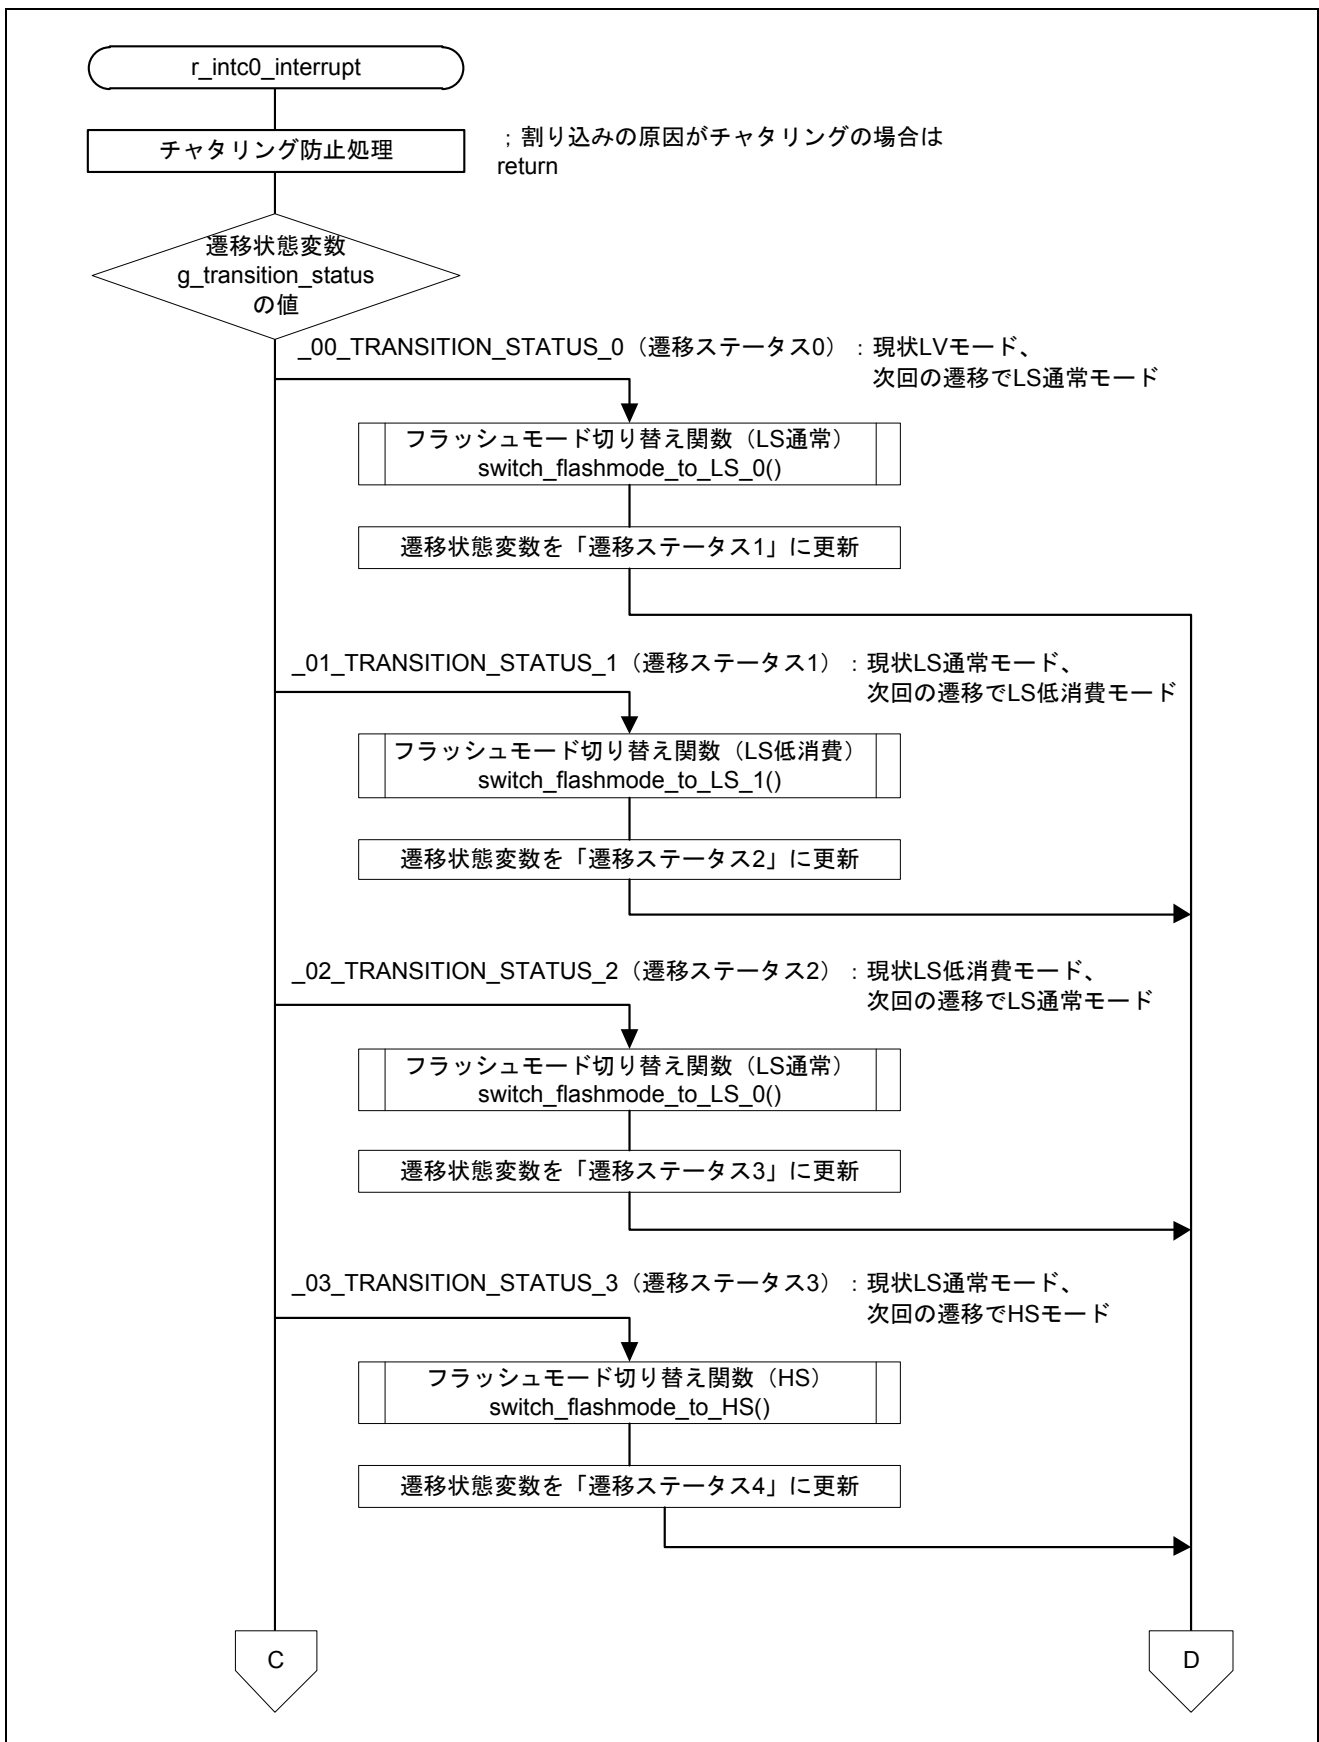 r_intc0_interrupt
チャタリング防止処理
；割り込みの原因がチャタリングの場合は
return
遷移状態変数
g_transition_status
の値
_00_TRANSITION_STATUS_0（遷移ステータス0）：現状LVモード、
次回の遷移でLS通常モード
フラッシュモード切り替え関数（LS通常）
switch_flashmode_to_LS_0()
遷移状態変数を「遷移ステータス1」に更新
_01_TRANSITION_STATUS_1（遷移ステータス1）：現状LS通常モード、
次回の遷移でLS低消費モード
フラッシュモード切り替え関数（LS低消費）
switch_flashmode_to_LS_1()
遷移状態変数を「遷移ステータス2」に更新
_02_TRANSITION_STATUS_2（遷移ステータス2）：現状LS低消費モード、
次回の遷移でLS通常モード
フラッシュモード切り替え関数（LS通常）
switch_flashmode_to_LS_0()
遷移状態変数を「遷移ステータス3」に更新
_03_TRANSITION_STATUS_3（遷移ステータス3）：現状LS通常モード、
次回の遷移でHSモード
フラッシュモード切り替え関数（HS）
switch_flashmode_to_HS()
遷移状態変数を「遷移ステータス4」に更新
C
D